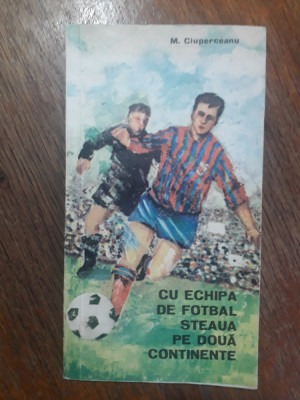 M. Ciuperceanu
CU ECHIPA
DE FOTBAL
STEAUA
PE DOUĂ
CONTINENTE